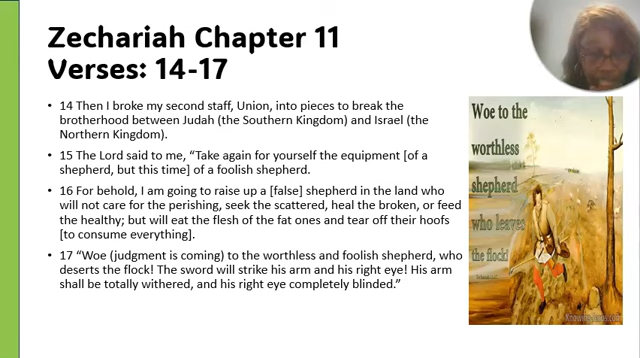 Zechariah Chapter 11
Verses: 14-17
• 14 Then I broke my second staff, Union, into pieces to break the
brotherhood between Judah (the Southern Kingdom) and Israel (the
Northern Kingdom).
• 15 The Lord said to me, “Take again for yourself the equipment [of a
shepherd, but this time] of a foolish shepherd.
• 16 For behold, I am going to raise up a [false] shepherd in the land who
will not care for the perishing, seek the scattered, heal the broken, or feed
the healthy; but will eat the flesh of the fat ones and tear off their hoofs
[to consume everything].
• 17 “Woe (judgment is coming) to the worthless and foolish shepherd, who
deserts the flock! The sword will strike his arm and his right eye! His arm
shall be totally withered, and his right eye completely blinded.”
Woe to the
worthless
shepherd
who leaves
the flock!